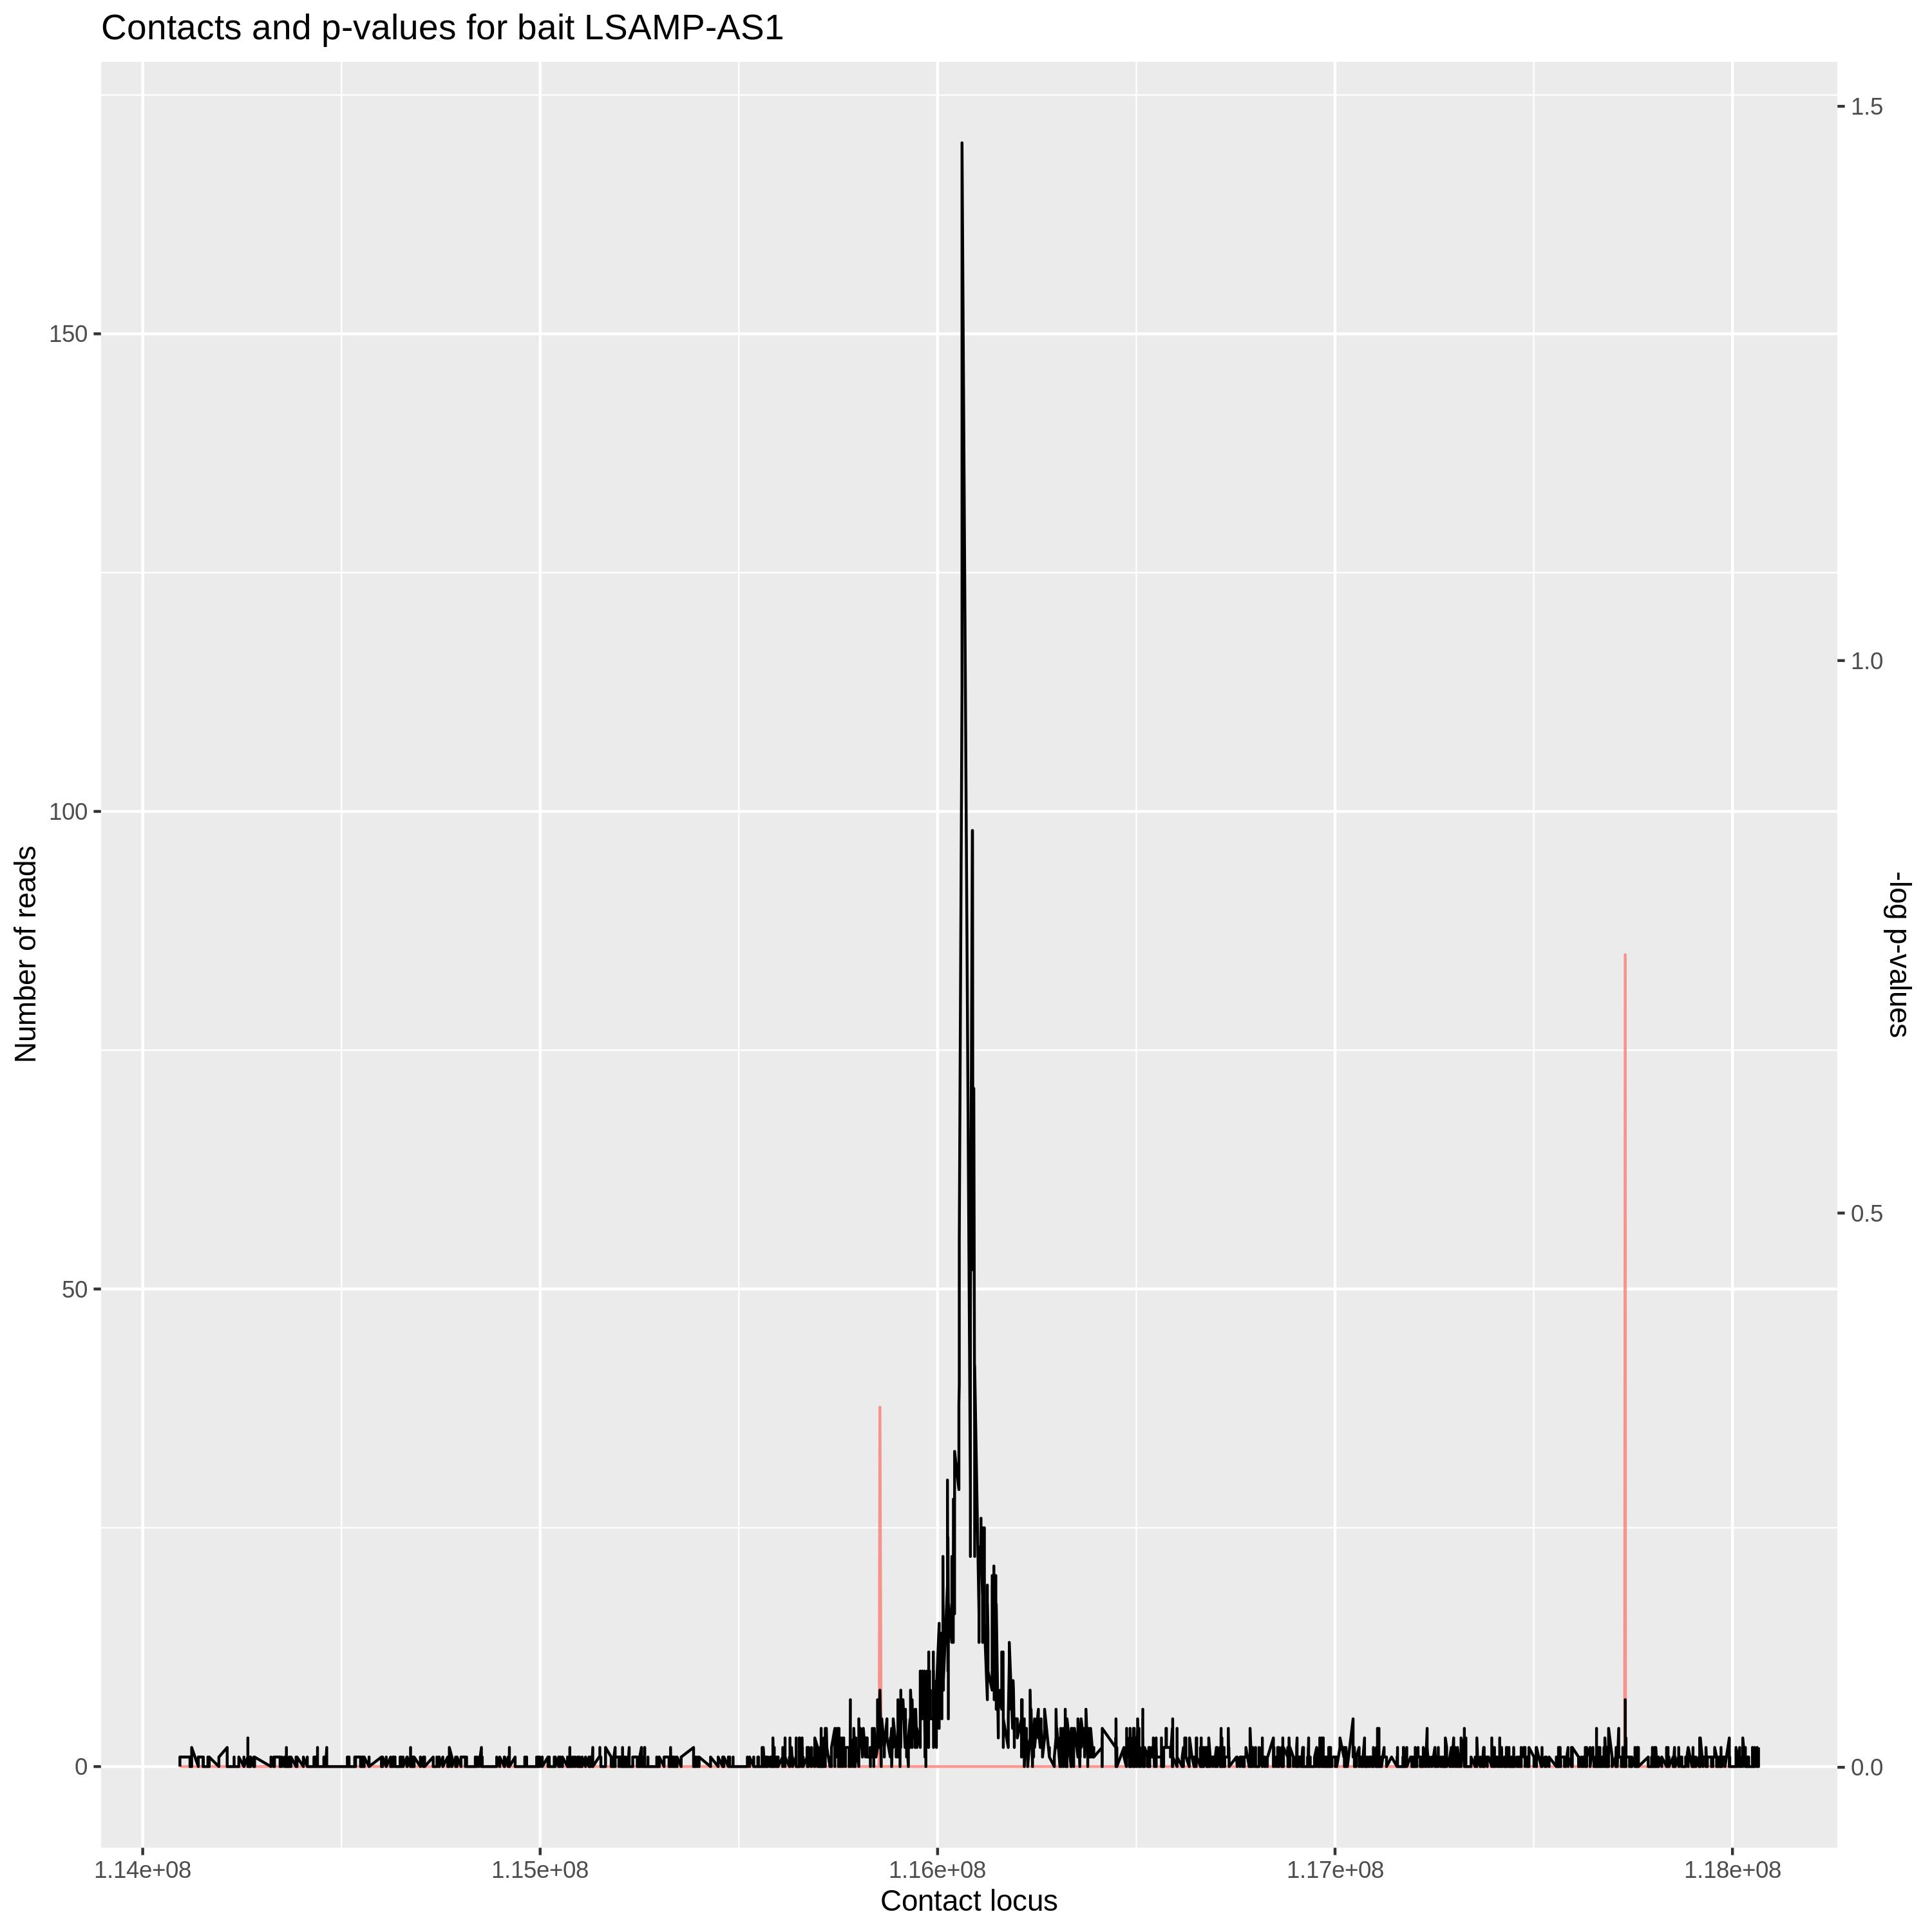 Contacts and p-values for bait LSAMP-AS1
Number of reads
150
100
50
0
-log p-values
1.5
1.0
0.5
0.0
1.14e+08 1.15e+08 1.16e+08 1.17e+08 1.18e+08
Contact locus